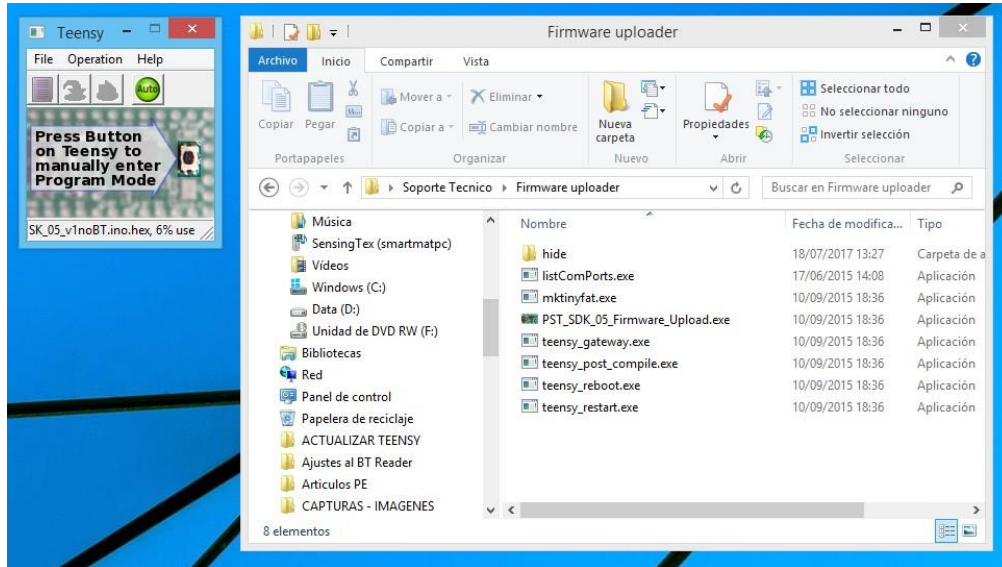 Teensy
File Operation Help
Auto
Press Button
on Teensy to
manually enter
Program Mode
SK_05_v1noBT.ino.hex, 6% use
Firmware uploader
Archivo Inicio Compartir Vista
Copiar Pegar
Mover a
Copiar a
Eliminar
Cambiar nombre
Nueva
carpeta
Propiedades
Seleccionar todo
No seleccionar ninguno
Invertir selección
Portapapeles Organizar Nuevo Abrir Seleccionar
Soporte Tecnico Firmware uploader
Buscar en Firmware uploader
Música
SensingTex (smartmatpc)
Vídeos
Windows (C:)
Data (D:)
Unidad de DVD RW (F:)
Bibliotecas
Red
Panel de control
Papelera de reciclaje
ACTUALIZAR TEENSY
Ajustes al BT Reader
Articulos PE
CAPTURAS - IMAGENES
Nombre Fecha de modifica... Tipo
hide 18/07/2017 13:27 Carpeta de a
listComPorts.exe 17/06/2015 14:08 Aplicación
mktinyfat.exe 10/09/2015 18:36 Aplicación
PST_SDK_05_Firmware_Upload.exe 10/09/2015 18:36 Aplicación
teensy_gateway.exe 10/09/2015 18:36 Aplicación
teensy_post_compile.exe 10/09/2015 18:36 Aplicación
teensy_reboot.exe 10/09/2015 18:36 Aplicación
teensy_restart.exe 10/09/2015 18:36 Aplicación
8 elementos